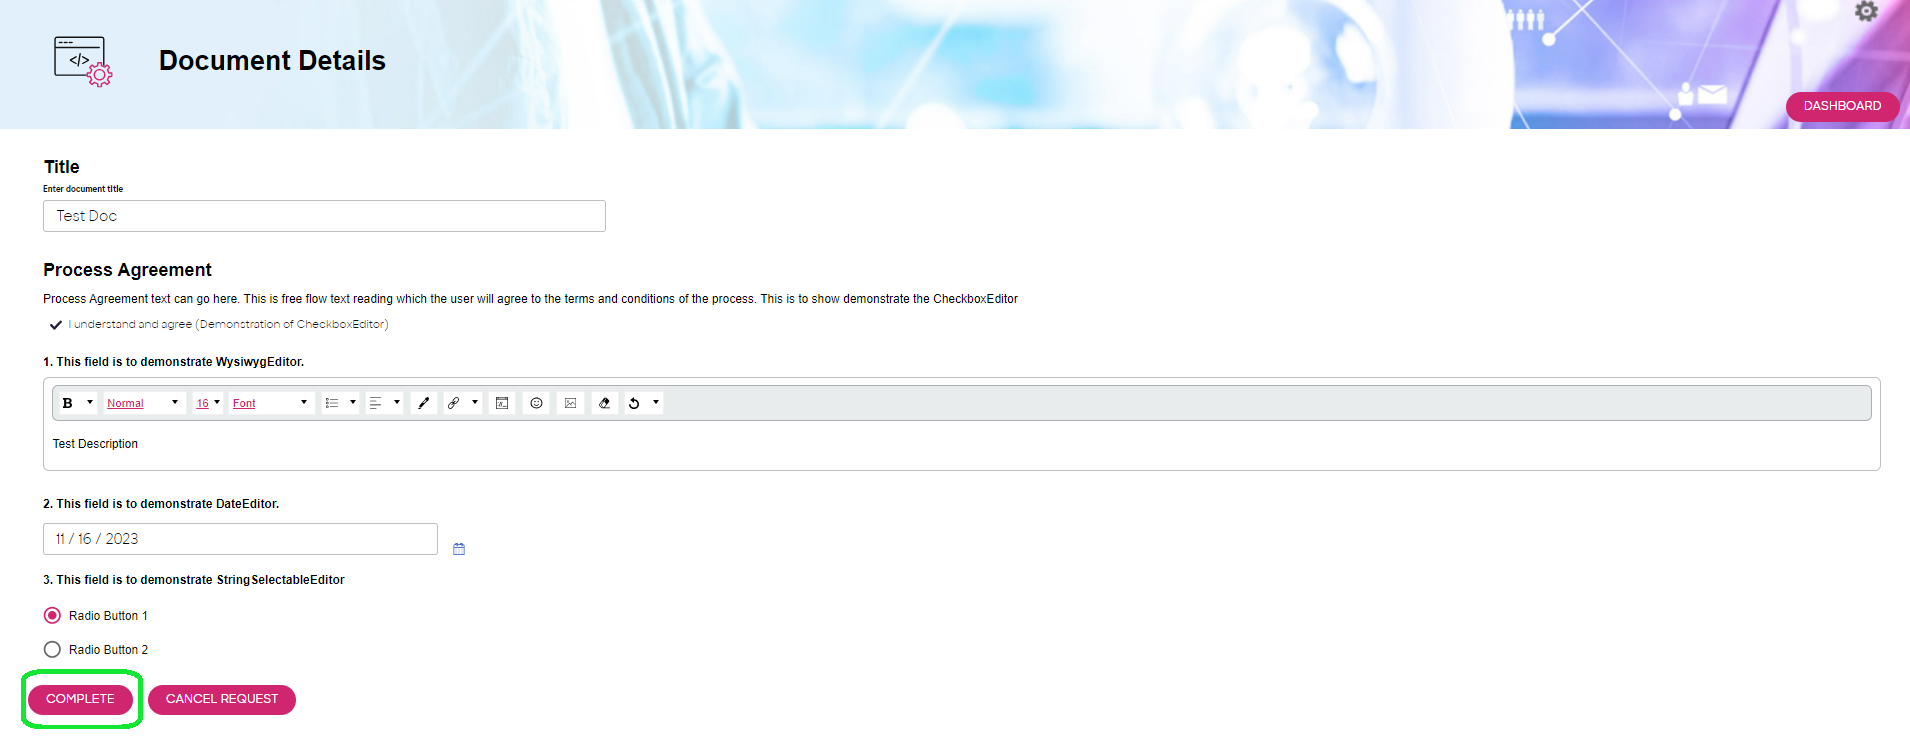 Document Details
DASHBOARD
Title
Enter document title
Test Doc
Process Agreement
Process Agreement text can go here. This is free flow text reading which the user will agree to the terms and conditions of the process. This is to show demonstrate the CheckboxEditor
I understand and agree (Demonstration of CheckboxEditor)
1. This field is to demonstrate WysiwygEditor.
B Normal 16 Font
Test Description
2. This field is to demonstrate DateEditor.
11 / 16 / 2023
3. This field is to demonstrate StringSelectableEditor
Radio Button 1
Radio Button 2
COMPLETE CANCEL REQUEST